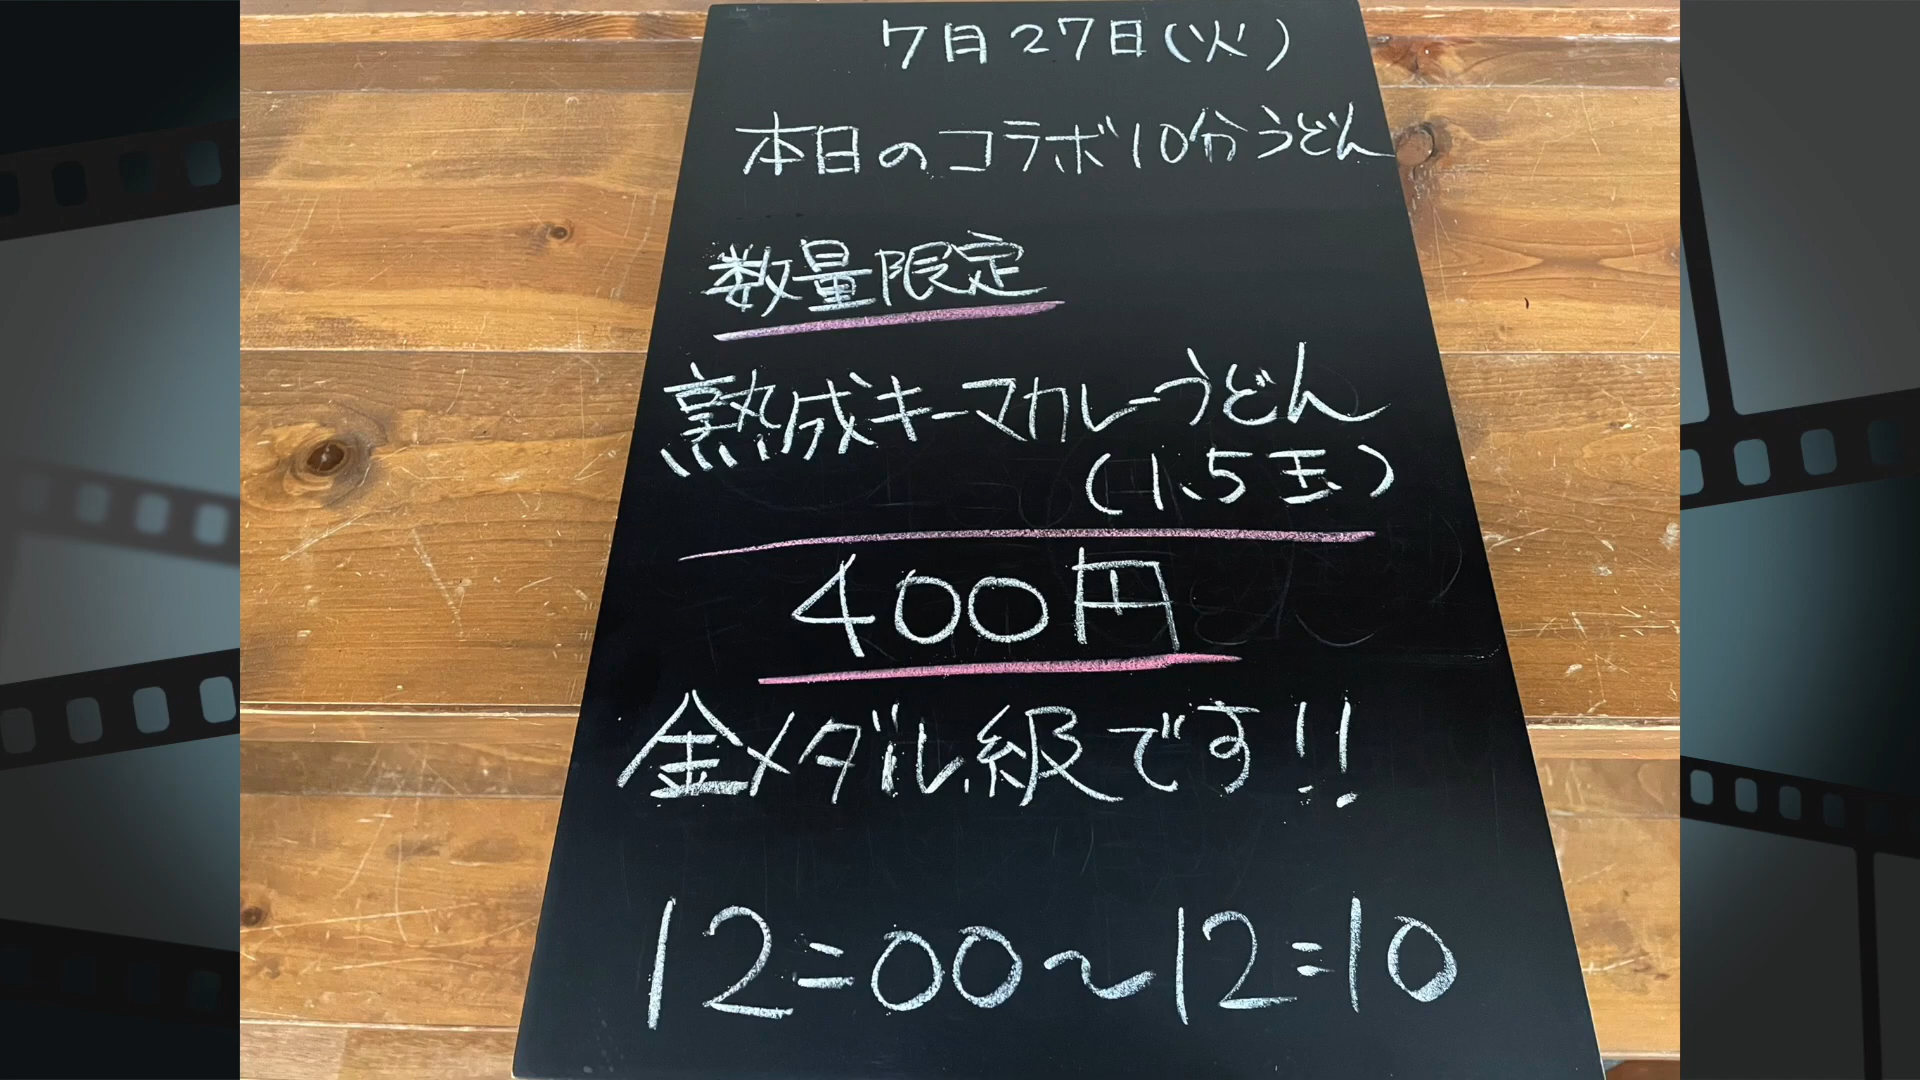 7月27日(火)
本日のコラボ10分うどん
数量限定
熟成キーマカレーうどん
(1.5玉)
400円
金メダル級です!!
12:00〜12:10